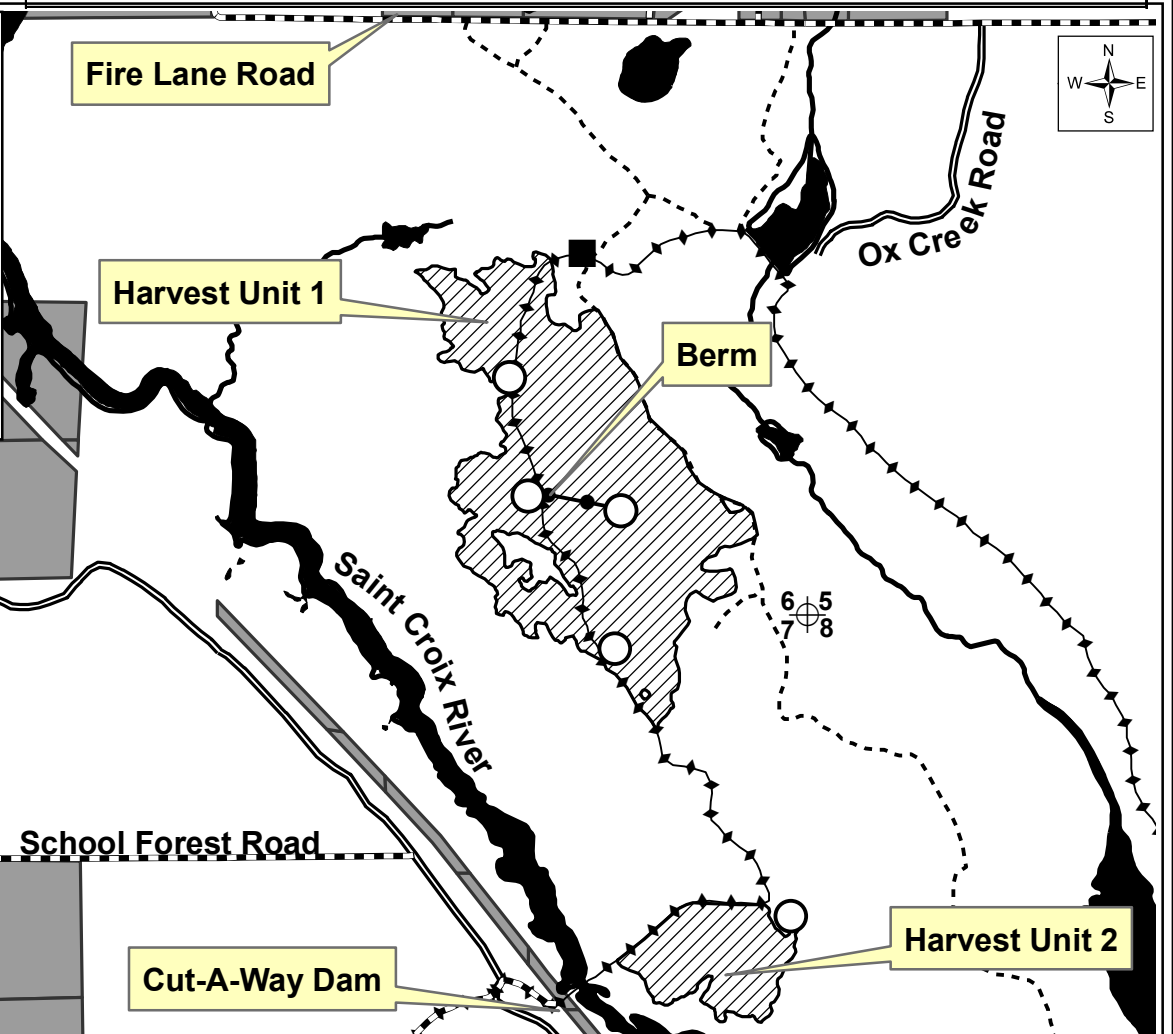 Fire Lane Road
N
W E
S
Ox Creek Road
Harvest Unit 1
Berm
Saint Croix River
6 5
7 8
School Forest Road
Harvest Unit 2
Cut-A-Way Dam